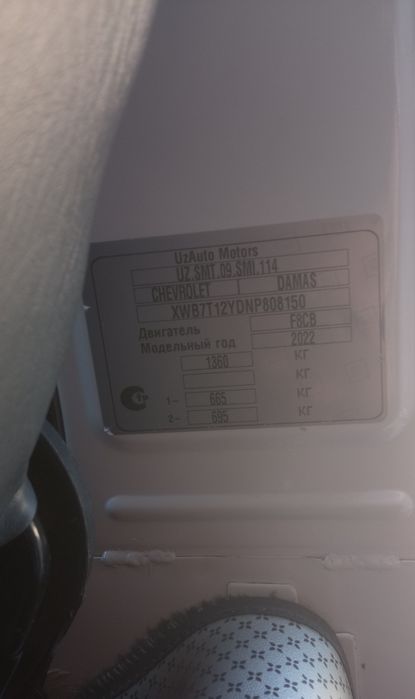 UzAuto Motors
UZ.SMT.09.SMI.114
CHEVROLET DAMAS
XWB7T12YDNP808150
Двигатель F8CB
Модельный год 2022
1360 КГ
КГ
1– 665 КГ
2– 695 КГ